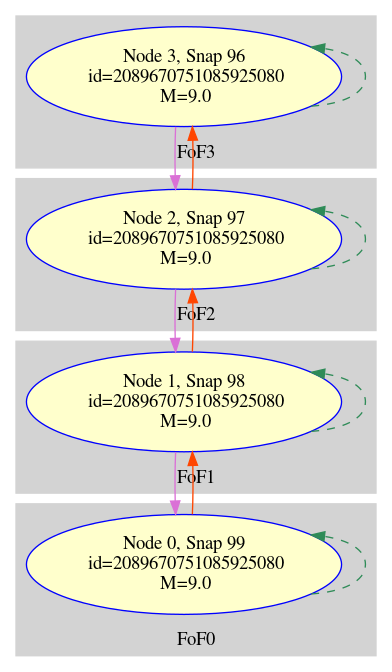 Node 3, Snap 96
id=2089670751085925080
M=9.0
FoF3
Node 2, Snap 97
id=2089670751085925080
M=9.0
FoF2
Node 1, Snap 98
id=2089670751085925080
M=9.0
FoF1
Node 0, Snap 99
id=2089670751085925080
M=9.0
FoF0